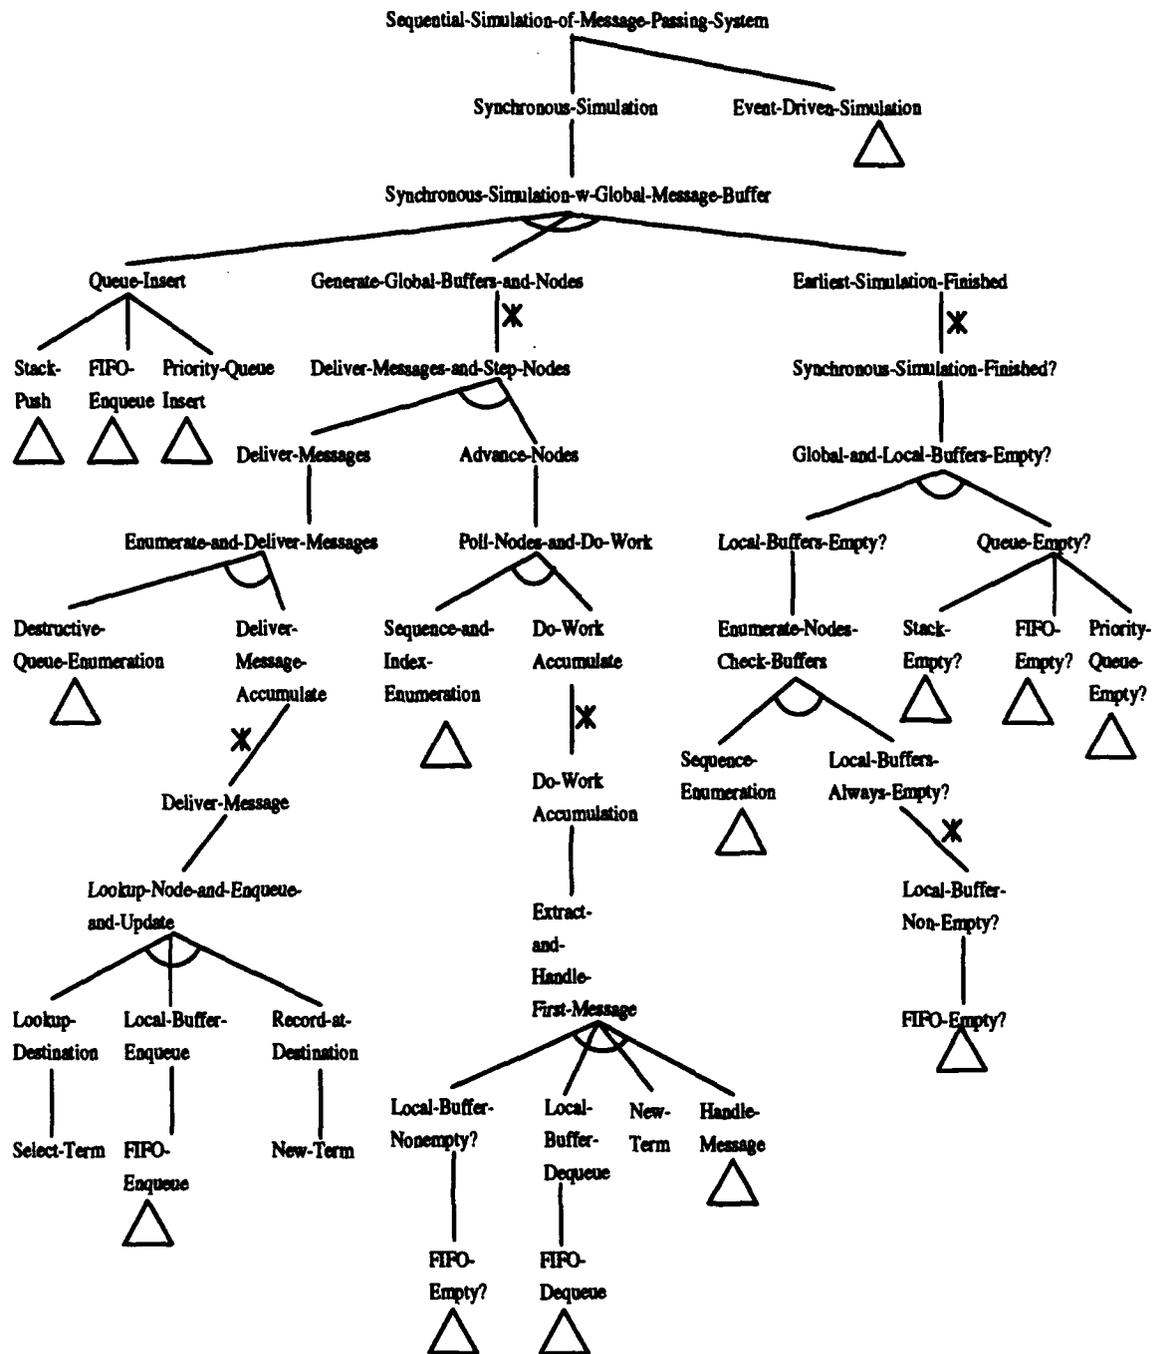 Sequential-Simulation-of-Message-Passing-System
Synchronous-Simulation
Event-Driven-Simulation
Synchronous-Simulation-w-Global-Message-Buffer
Queue-Insert
Generate-Global-Buffers-and-Nodes
Earliest-Simulation-Finished
Stack-
Push
FIFO-
Enqueue
Priority-Queue
Insert
Deliver-Messages-and-Step-Nodes
Synchronous-Simulation-Finished?
Deliver-Messages
Advance-Nodes
Global-and-Local-Buffers-Empty?
Enumerate-and-Deliver-Messages
Poll-Nodes-and-Do-Work
Local-Buffers-Empty?
Queue-Empty?
Destructive-
Queue-Enumeration
Deliver-
Message-
Accumulate
Sequence-and-
Index-
Enumeration
Do-Work
Accumulate
Enumerate-Nodes-
Check-Buffers
Stack-
Empty?
FIFO-
Empty?
Priority-
Queue-
Empty?
Deliver-Message
Do-Work
Accumulation
Sequence-
Enumeration
Local-Buffers-
Always-Empty?
Lookup-Node-and-Enqueue-
and-Update
Extract-
and-
Handle-
First-Message
Local-Buffer-
Non-Empty?
Lookup-
Destination
Local-Buffer-
Enqueue
Record-at-
Destination
FIFO-Empty?
Select-Term
FIFO-
Enqueue
New-Term
Local-Buffer-
Nonempty?
Local-
Buffer-
Dequeue
New-
Term
Handle-
Message
FIFO-
Empty?
FIFO-
Dequeue